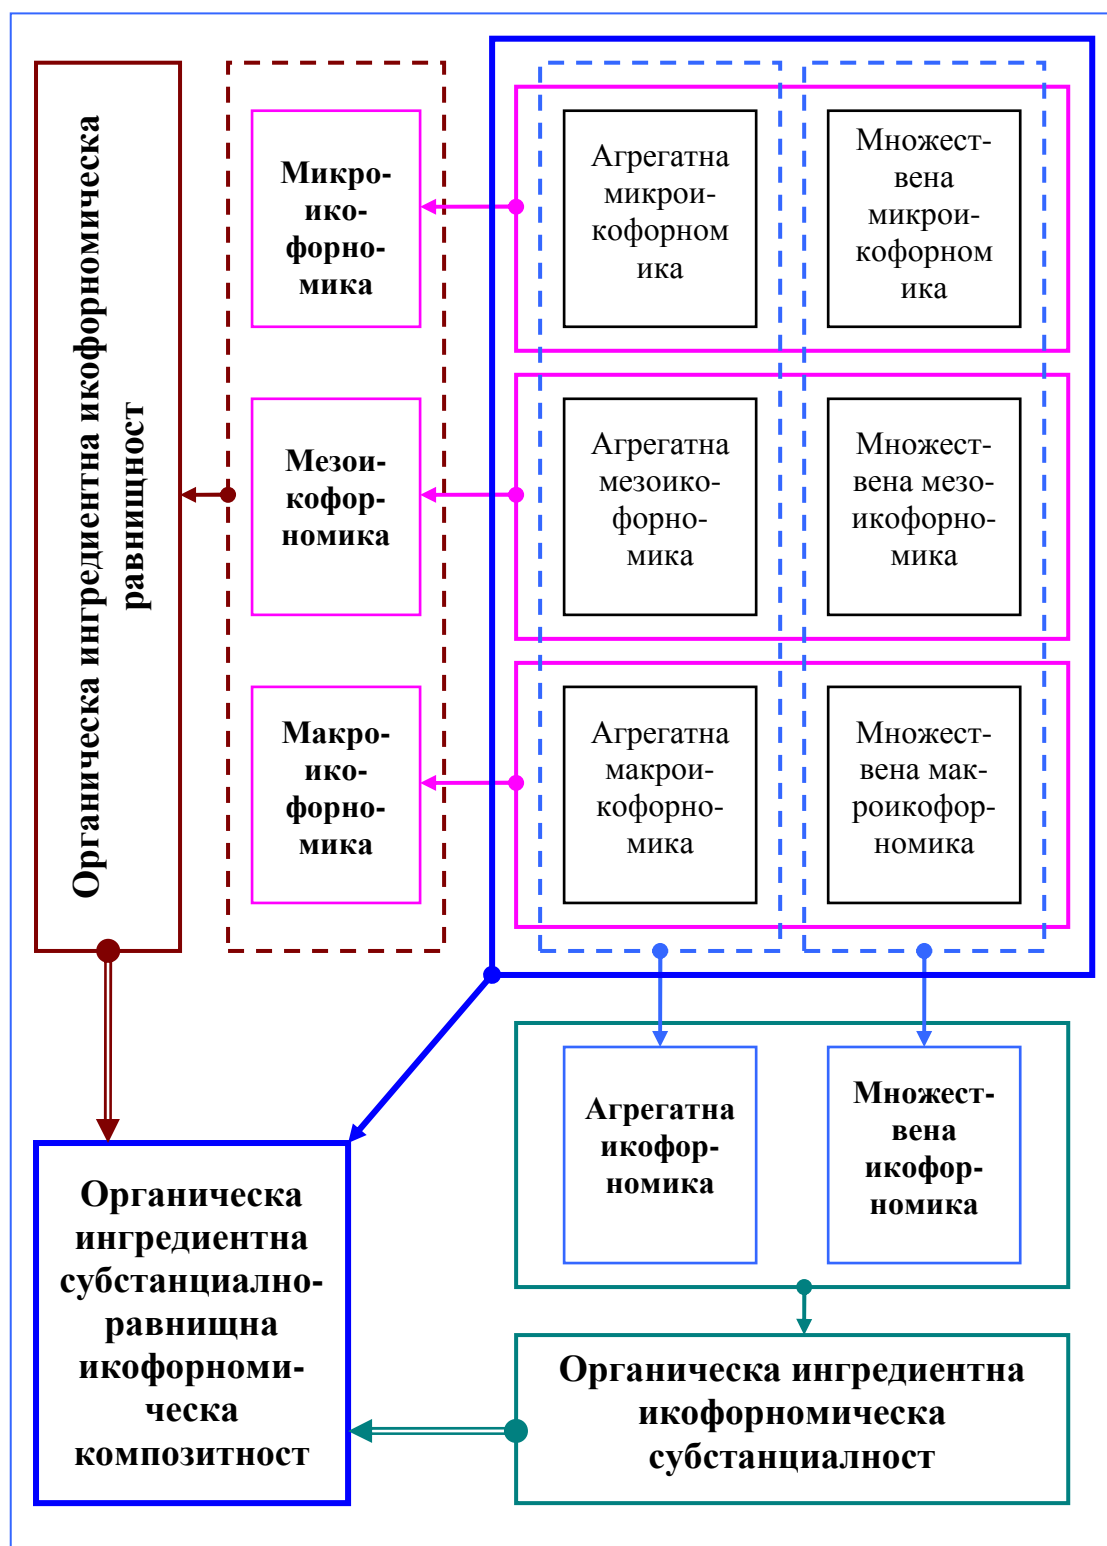 Органическа ингредиентна икофорномическа
равнищност
Микро-
ико-
форно-
мика
Агрегатна
микрои-
кофорном
ика
Множест-
вена
микрои-
кофорном
ика
Мезои-
кофор-
номика
Агрегатна
мезоико-
форно-
мика
Множест-
вена мезо-
икофорно-
мика
Макро-
ико-
форно-
мика
Агрегатна
макрои-
кофорно-
мика
Множест-
вена мак-
роикофор-
номика
Агрегатна
икофор-
номика
Множест-
вена
икофор-
номика
Органическа
ингредиентна
субстанциално-
равнищна
икофорноми-
ческа
композитност
Органическа ингредиентна
икофорномическа
субстанциалност